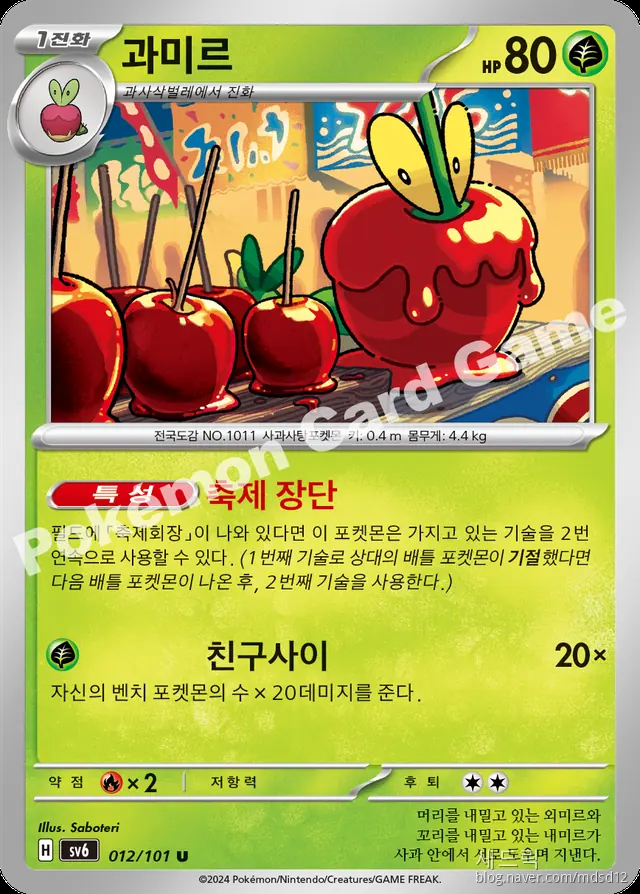 1진화
과미르
HP 80
과사삭벌레에서 진화
전국도감 NO.1011 사과사탕포켓몬 키: 0.4 m 몸무게: 4.4 kg
Pokémon Card Game
특성 축제 장단
필드에 「축제회장」이 나와 있다면 이 포켓몬은 가지고 있는 기술을 2번
연속으로 사용할 수 있다. (1번째 기술로 상대의 배틀 포켓몬이 기절했다면
다음 배틀 포켓몬이 나온 후, 2번째 기술을 사용한다.)
친구사이 20×
자신의 벤치 포켓몬의 수 × 20데미지를 준다.
약점 ×2 저항력 후퇴
Illus. Saboteri
H sv6 012/101 U
머리를 내밀고 있는 외미르와
꼬리를 내밀고 있는 내미르가
사과 안에서 서로 도우며 지낸다.
©2024 Pokémon/Nintendo/Creatures/GAME FREAK.
blog.naver.com/mdsd12